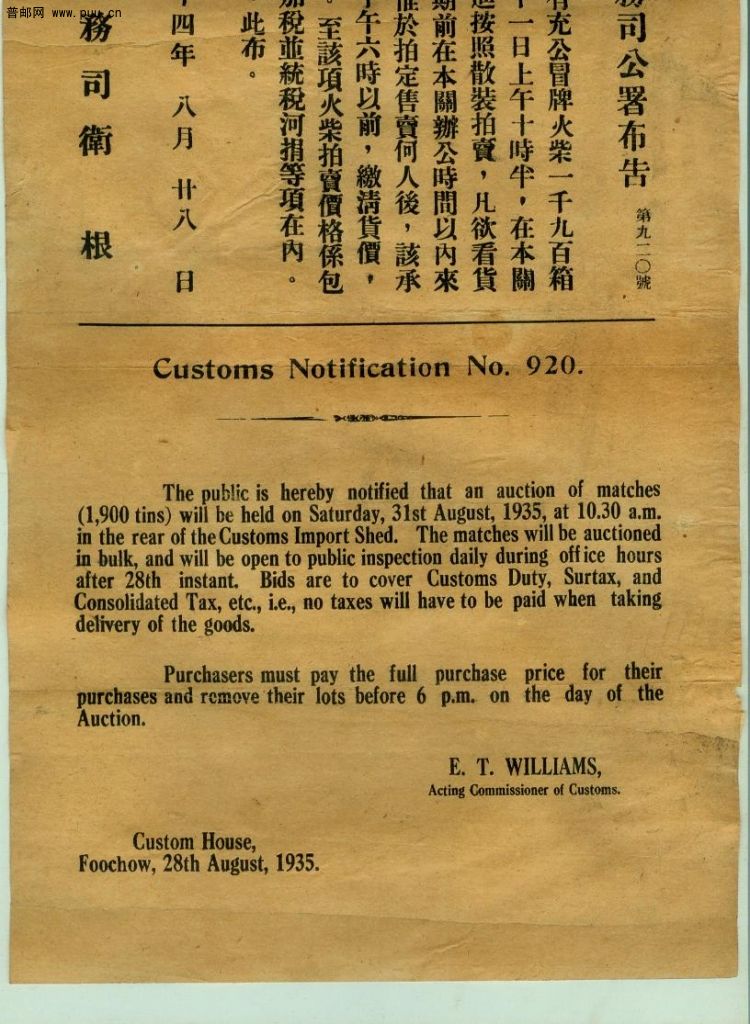 普邮网 www.puu.cn
務司公署布告
第九二〇號
有充公冒牌火柴一千九百箱
十一日上午十時半，在本關
按照散裝拍賣，凡欲看貨
期前在本關辦公時間以內來
惟於拍定售賣何人後，該承
午六時以前，繳清貨價，
。至該項火柴拍賣價格係包
加稅並統稅河捐等項在內。
此布。
十四年 八月 廿八 日
務司衛 根
Customs Notification No. 920.
The public is hereby notified that an auction of matches
(1,900 tins) will be held on Saturday, 31st August, 1935, at 10.30 a.m.
in the rear of the Customs Import Shed. The matches will be auctioned
in bulk, and will be open to public inspection daily during office hours
after 28th instant. Bids are to cover Customs Duty, Surtax, and
Consolidated Tax, etc., i.e., no taxes will have to be paid when taking
delivery of the goods.
Purchasers must pay the full purchase price for their
purchases and remove their lots before 6 p.m. on the day of the
Auction.
E. T. WILLIAMS,
Acting Commissioner of Customs.
Custom House,
Foochow, 28th August, 1935.